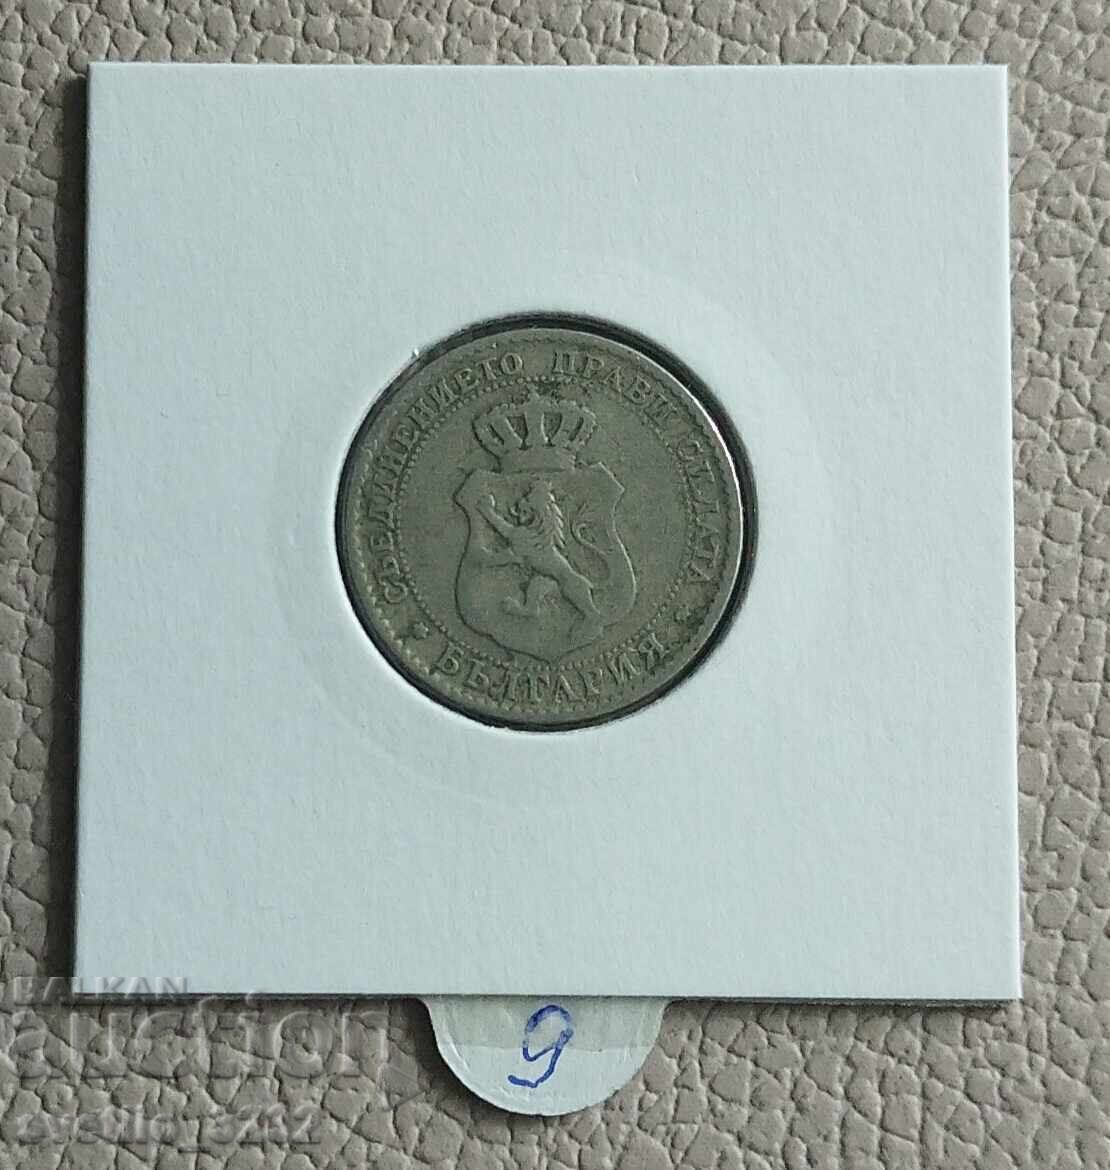 СЪЕДИНЕНИЕТО ПРАВИ СИЛАТА
* БЪЛГАРИЯ *
9
BALKAN
auction